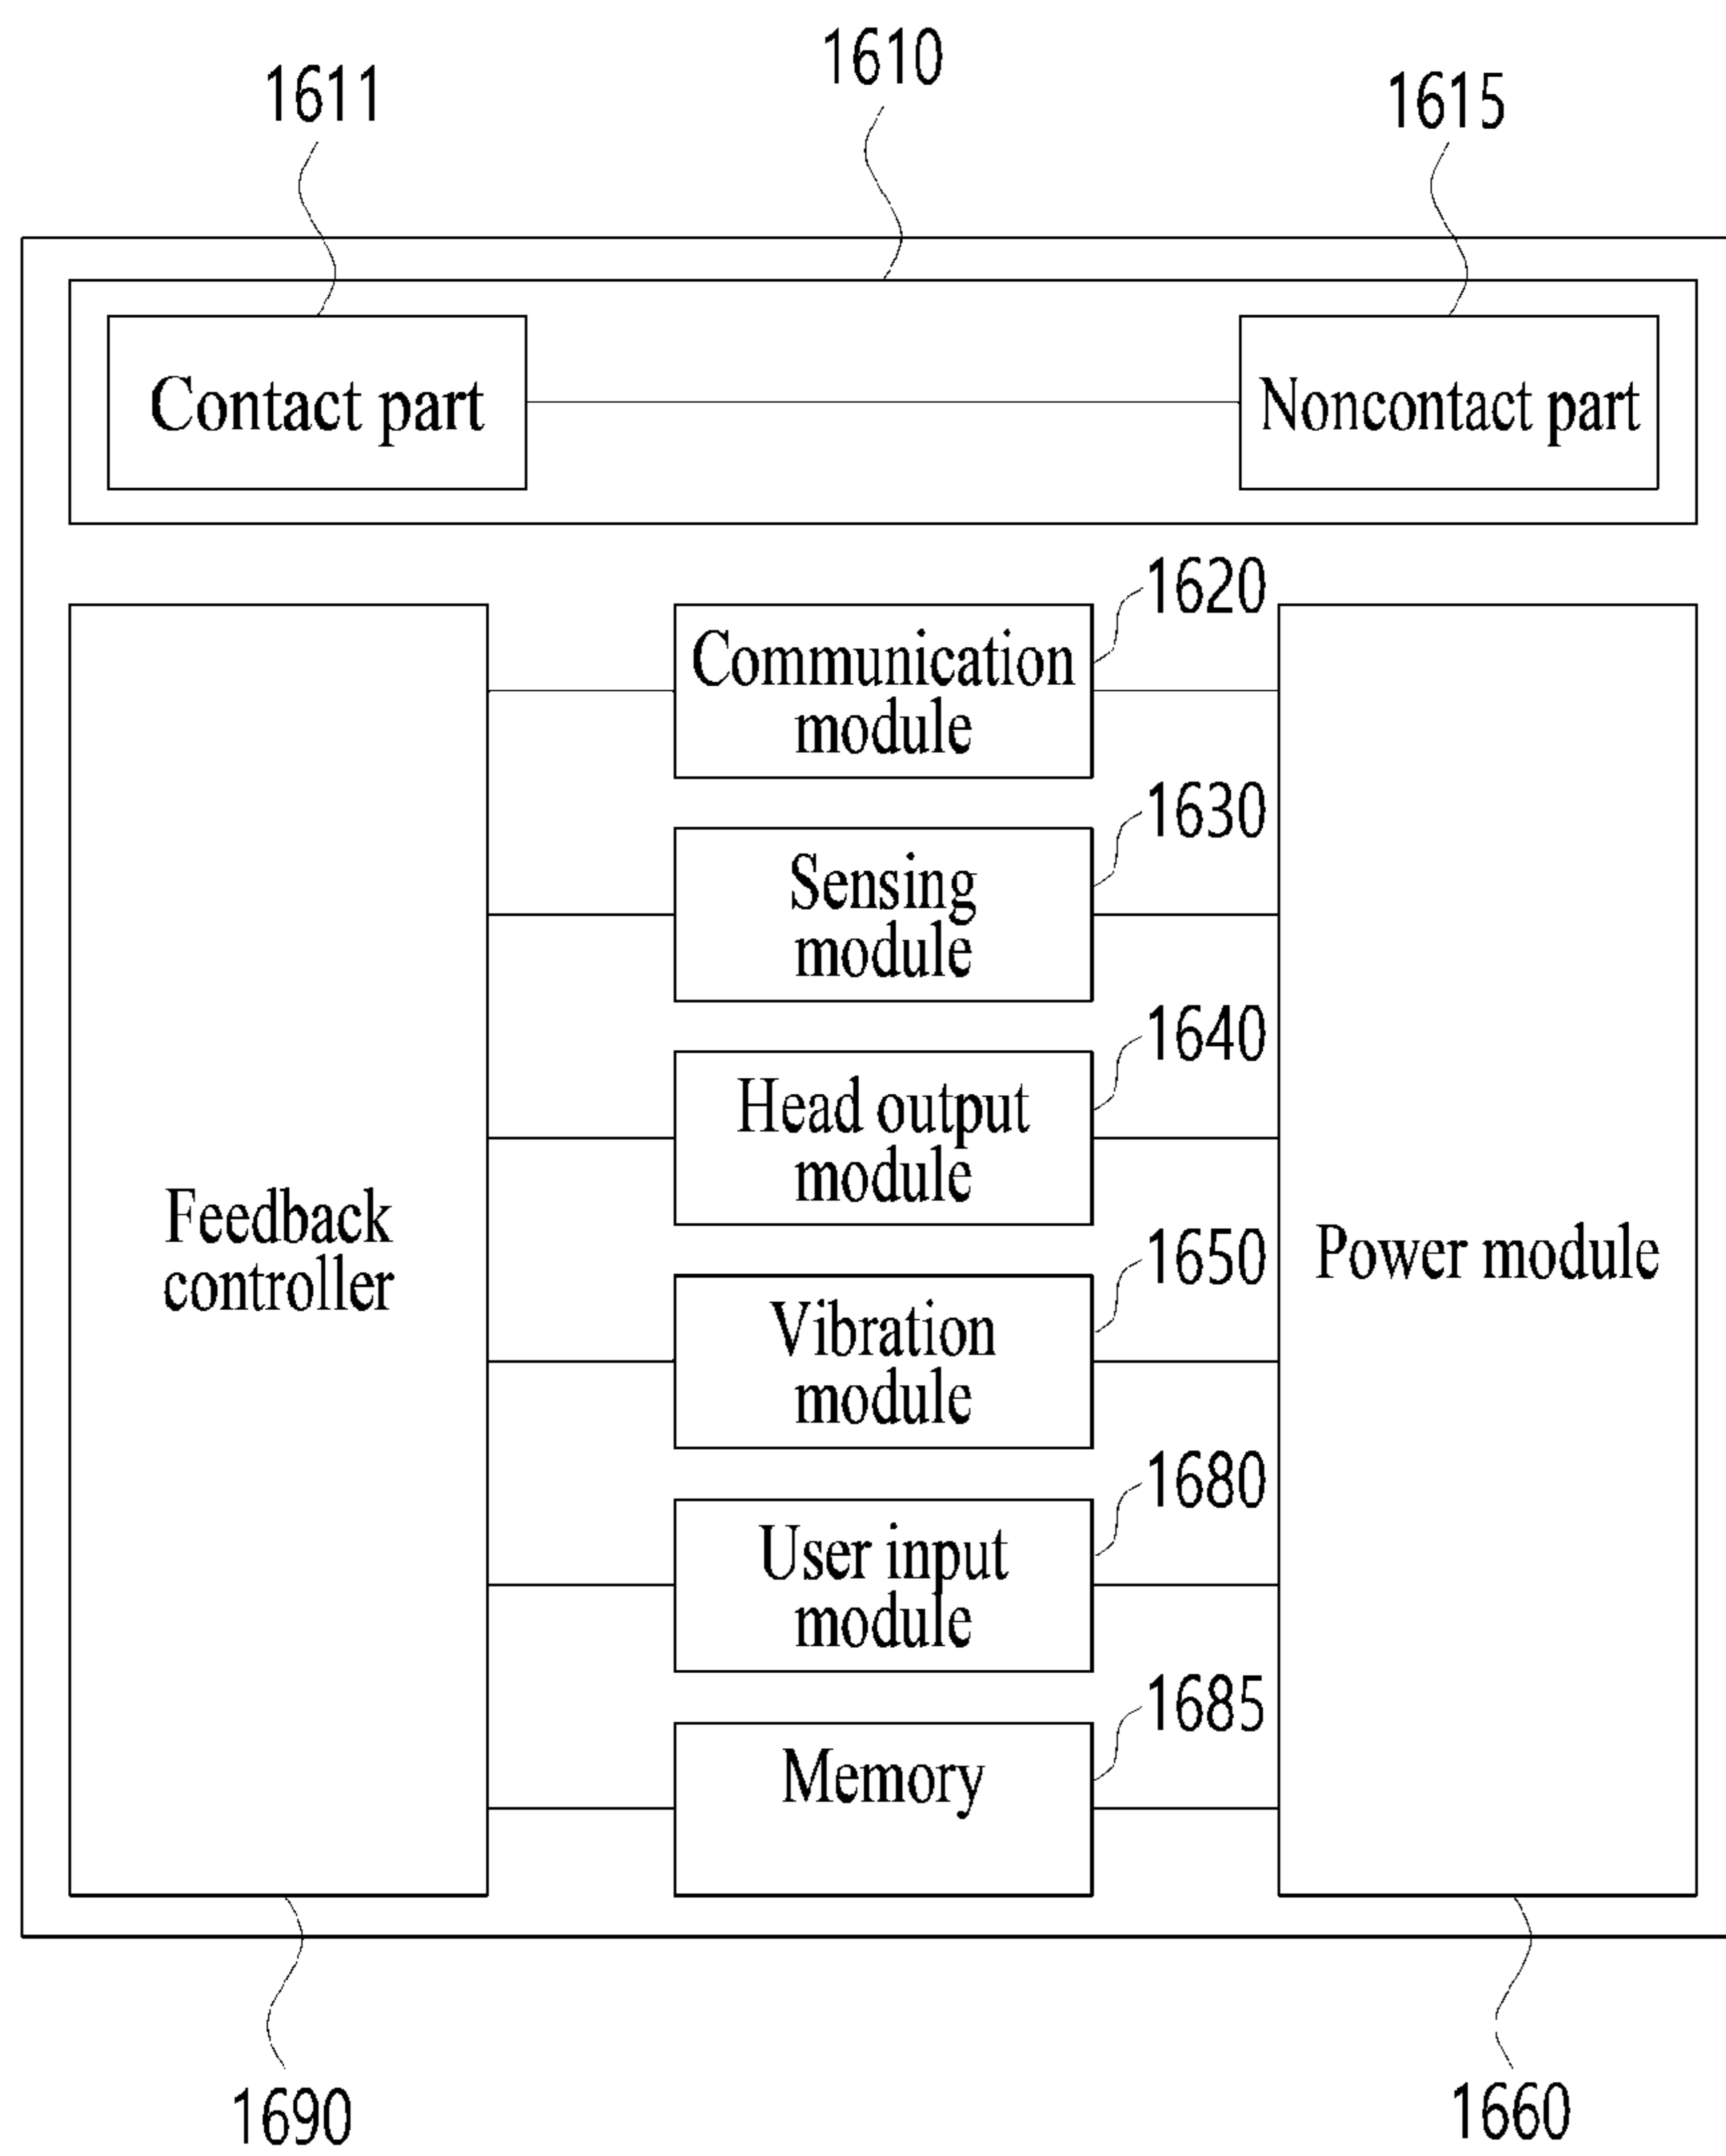 1611
1610
1615
Contact part
Noncontact part
1620
Communication
module
1630
Sensing
module
1640
Head output
module
Feedback
controller
1650
Power module
Vibration
module
1680
User input
module
1685
Memory
1690
1660